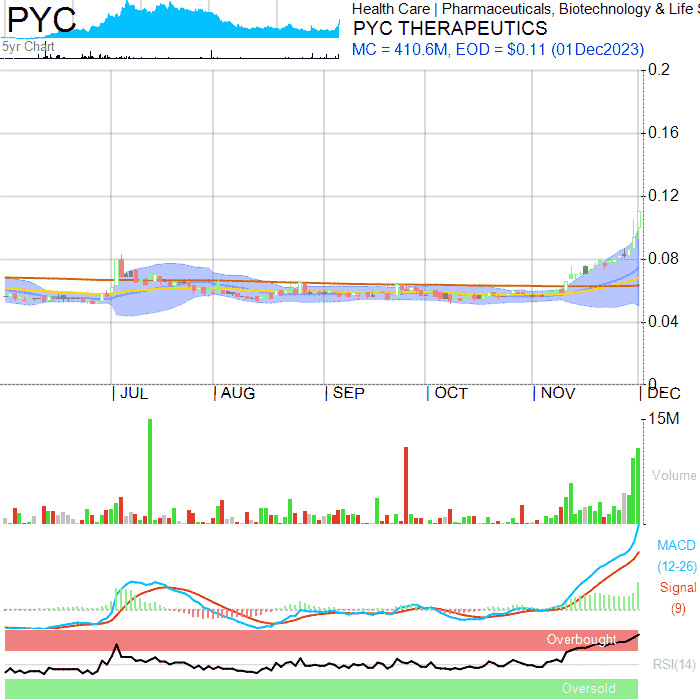 PYC
5yr Chart
Health Care | Pharmaceuticals, Biotechnology & Life S
PYC THERAPEUTICS
MC = 410.6M, EOD = $0.11 (01Dec2023)
0.2
0.16
0.12
0.08
0.04
0
JUL AUG SEP OCT NOV DEC
15M
Volume
MACD
(12-26)
Signal
(9)
Overbought
RSI(14)
Oversold